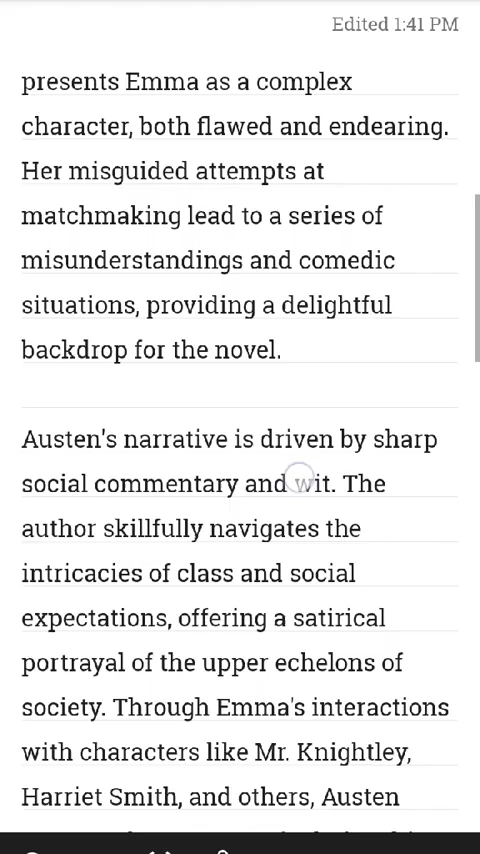 Edited 1:41 PM
presents Emma as a complex
character, both flawed and endearing.
Her misguided attempts at
matchmaking lead to a series of
misunderstandings and comedic
situations, providing a delightful
backdrop for the novel.
Austen's narrative is driven by sharp
social commentary and wit. The
author skillfully navigates the
intricacies of class and social
expectations, offering a satirical
portrayal of the upper echelons of
society. Through Emma's interactions
with characters like Mr. Knightley,
Harriet Smith, and others, Austen